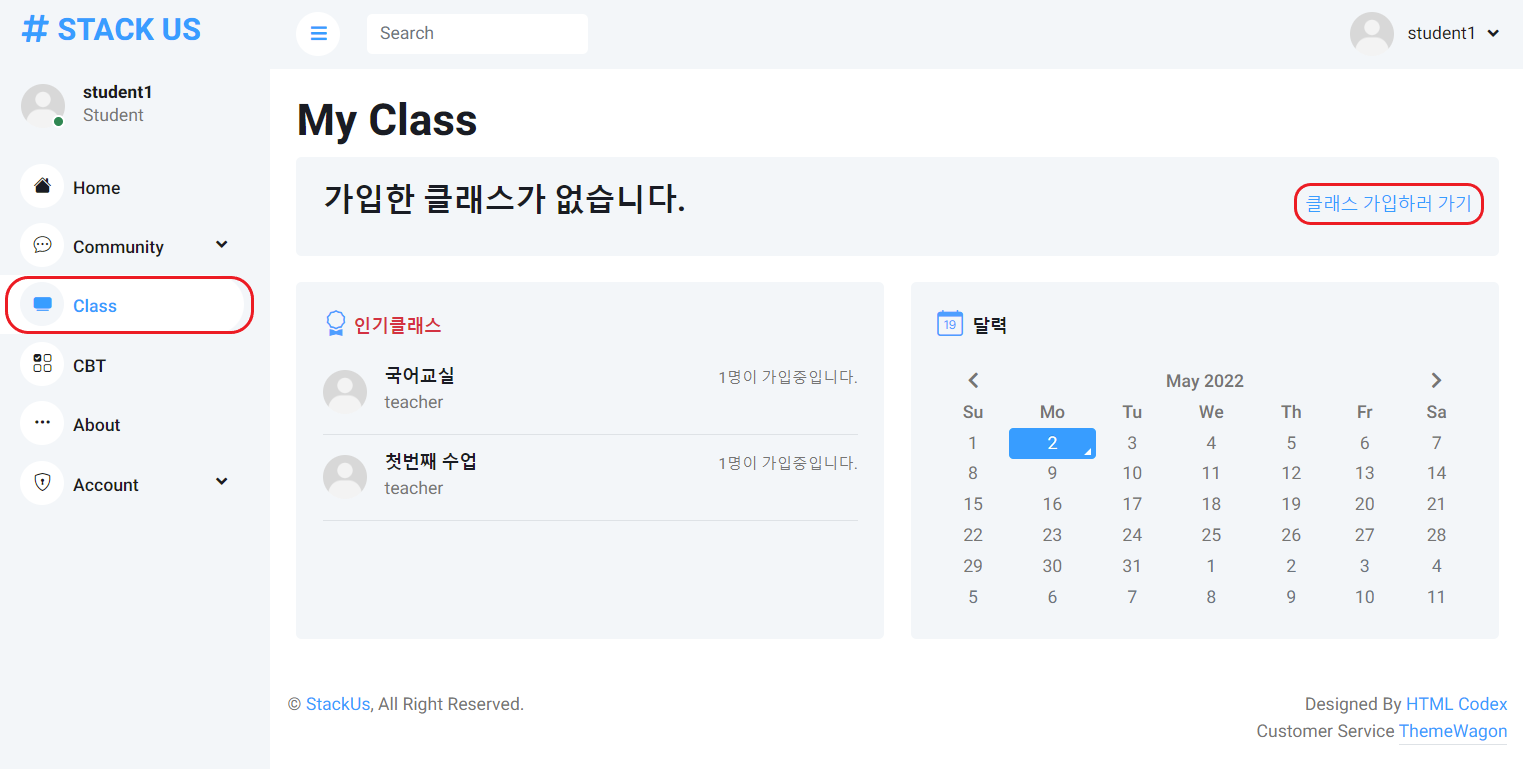 # STACK US
Search
student1
student1
Student
Home
Community
Class
CBT
About
Account
My Class
가입한 클래스가 없습니다.
클래스 가입하러 가기
인기클래스
국어교실
1명이 가입중입니다.
teacher
첫번째 수업
1명이 가입중입니다.
teacher
19 달력
May 2022
Su Mo Tu We Th Fr Sa
1 2 3 4 5 6 7
8 9 10 11 12 13 14
15 16 17 18 19 20 21
22 23 24 25 26 27 28
29 30 31 1 2 3 4
5 6 7 8 9 10 11
© StackUs, All Right Reserved.
Designed By HTML Codex
Customer Service ThemeWagon